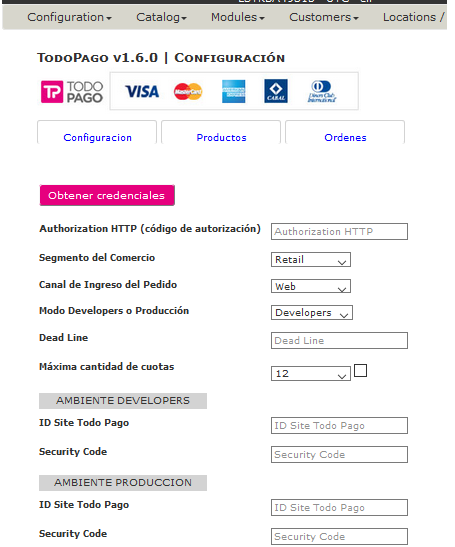 Configuration Catalog Modules Customers Locations /
TodoPago v1.6.0 | Configuración
TP TODO PAGO VISA MasterCard AMERICAN EXPRESS CABAL Diners Club International
Configuracion Productos Ordenes
Obtener credenciales
Authorization HTTP (código de autorización) Authorization HTTP
Segmento del Comercio Retail
Canal de Ingreso del Pedido Web
Modo Developers o Producción Developers
Dead Line Dead Line
Máxima cantidad de cuotas 12
AMBIENTE DEVELOPERS
ID Site Todo Pago ID Site Todo Pago
Security Code Security Code
AMBIENTE PRODUCCION
ID Site Todo Pago ID Site Todo Pago
Security Code Security Code